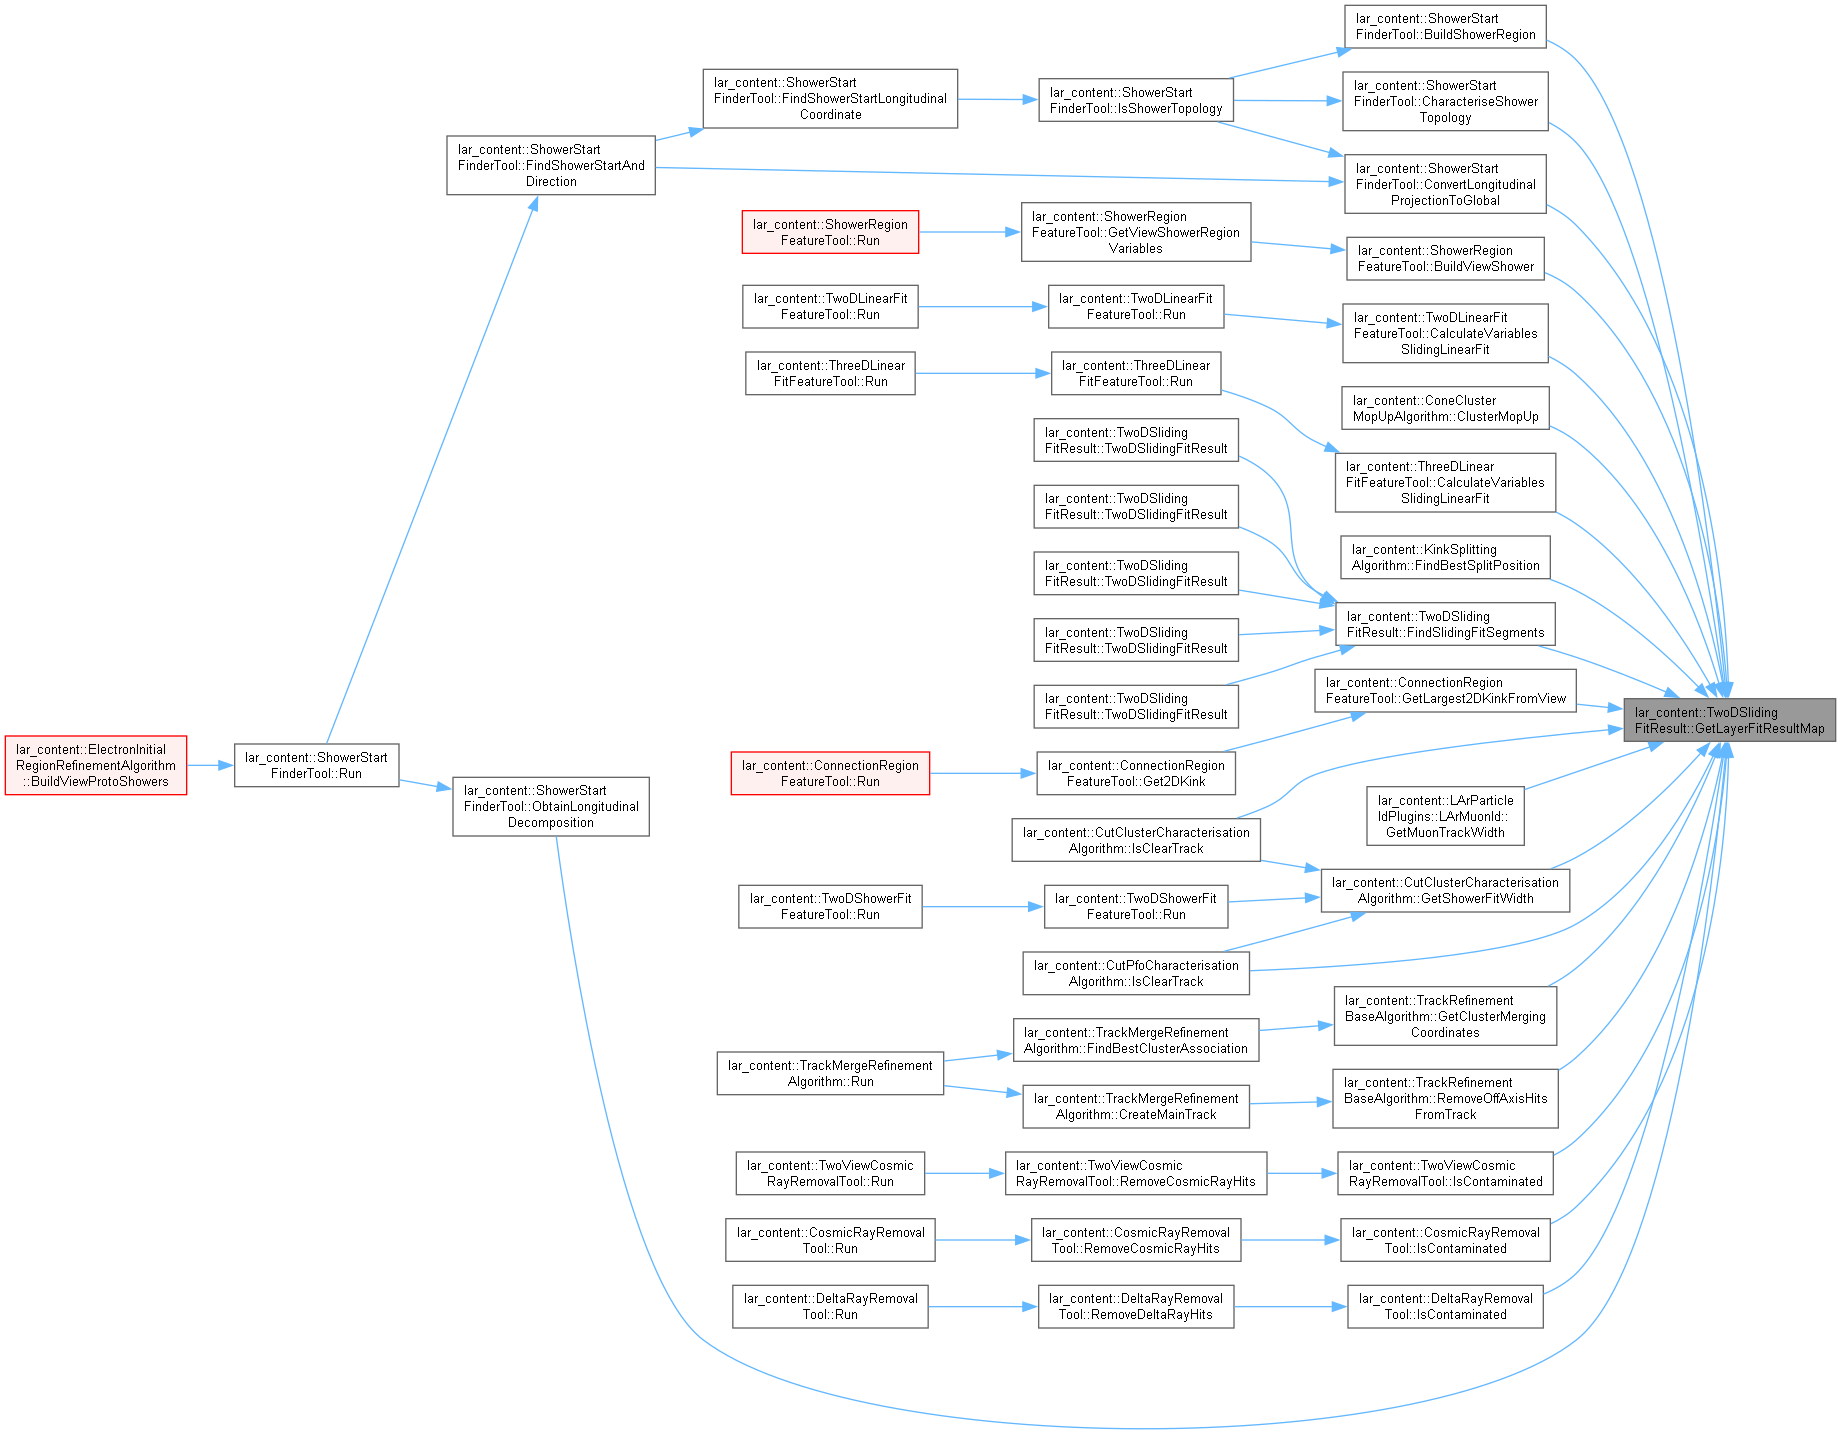 lar_content::ShowerStart
FinderTool::BuildShowerRegion
lar_content::ShowerStart
FinderTool::FindShowerStartLongitudinal
Coordinate
lar_content::ShowerStart
FinderTool::IsShowerTopology
lar_content::ShowerStart
FinderTool::CharacteriseShower
Topology
lar_content::ShowerStart
FinderTool::FindShowerStartAnd
Direction
lar_content::ShowerStart
FinderTool::ConvertLongitudinal
ProjectionToGlobal
lar_content::ShowerRegion
FeatureTool::Run
lar_content::ShowerRegion
FeatureTool::GetViewShowerRegion
Variables
lar_content::ShowerRegion
FeatureTool::BuildViewShower
lar_content::TwoDLinearFit
FeatureTool::Run
lar_content::TwoDLinearFit
FeatureTool::Run
lar_content::TwoDLinearFit
FeatureTool::CalculateVariables
SlidingLinearFit
lar_content::ThreeDLinear
FitFeatureTool::Run
lar_content::ThreeDLinear
FitFeatureTool::Run
lar_content::ConeCluster
MopUpAlgorithm::ClusterMopUp
lar_content::TwoDSliding
FitResult::TwoDSlidingFitResult
lar_content::ThreeDLinear
FitFeatureTool::CalculateVariables
SlidingLinearFit
lar_content::TwoDSliding
FitResult::TwoDSlidingFitResult
lar_content::KinkSplitting
Algorithm::FindBestSplitPosition
lar_content::TwoDSliding
FitResult::TwoDSlidingFitResult
lar_content::TwoDSliding
FitResult::FindSlidingFitSegments
lar_content::TwoDSliding
FitResult::TwoDSlidingFitResult
lar_content::TwoDSliding
FitResult::TwoDSlidingFitResult
lar_content::ConnectionRegion
FeatureTool::GetLargest2DKinkFromView
lar_content::TwoDSliding
FitResult::GetLayerFitResultMap
lar_content::ElectronInitial
RegionRefinementAlgorithm
::BuildViewProtoShowers
lar_content::ShowerStart
FinderTool::Run
lar_content::ShowerStart
FinderTool::ObtainLongitudinal
Decomposition
lar_content::ConnectionRegion
FeatureTool::Run
lar_content::ConnectionRegion
FeatureTool::Get2DKink
lar_content::LArParticle
IdPlugins::LArMuonId::
GetMuonTrackWidth
lar_content::CutClusterCharacterisation
Algorithm::IsClearTrack
lar_content::CutClusterCharacterisation
Algorithm::GetShowerFitWidth
lar_content::TwoDShowerFit
FeatureTool::Run
lar_content::TwoDShowerFit
FeatureTool::Run
lar_content::CutPfoCharacterisation
Algorithm::IsClearTrack
lar_content::TrackRefinement
BaseAlgorithm::GetClusterMerging
Coordinates
lar_content::TrackMergeRefinement
Algorithm::FindBestClusterAssociation
lar_content::TrackMergeRefinement
Algorithm::Run
lar_content::TrackMergeRefinement
Algorithm::CreateMainTrack
lar_content::TrackRefinement
BaseAlgorithm::RemoveOffAxisHits
FromTrack
lar_content::TwoViewCosmic
RayRemovalTool::Run
lar_content::TwoViewCosmic
RayRemovalTool::RemoveCosmicRayHits
lar_content::TwoViewCosmic
RayRemovalTool::IsContaminated
lar_content::CosmicRayRemoval
Tool::Run
lar_content::CosmicRayRemoval
Tool::RemoveCosmicRayHits
lar_content::CosmicRayRemoval
Tool::IsContaminated
lar_content::DeltaRayRemoval
Tool::Run
lar_content::DeltaRayRemoval
Tool::RemoveDeltaRayHits
lar_content::DeltaRayRemoval
Tool::IsContaminated